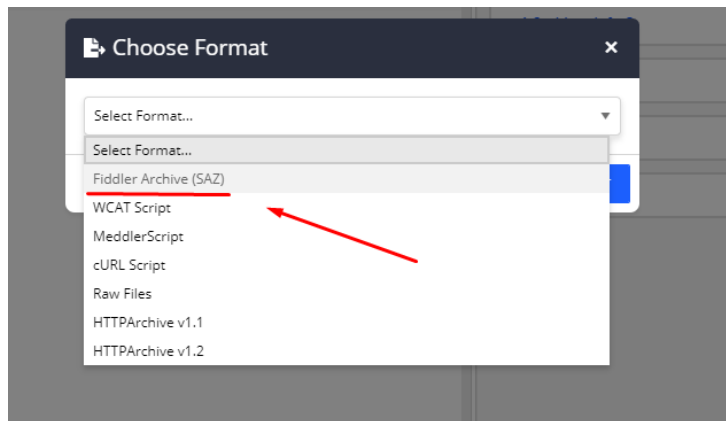 Choose Format
Select Format...
Select Format...
Fiddler Archive (SAZ)
WCAT Script
MeddlerScript
cURL Script
Raw Files
HTTPArchive v1.1
HTTPArchive v1.2